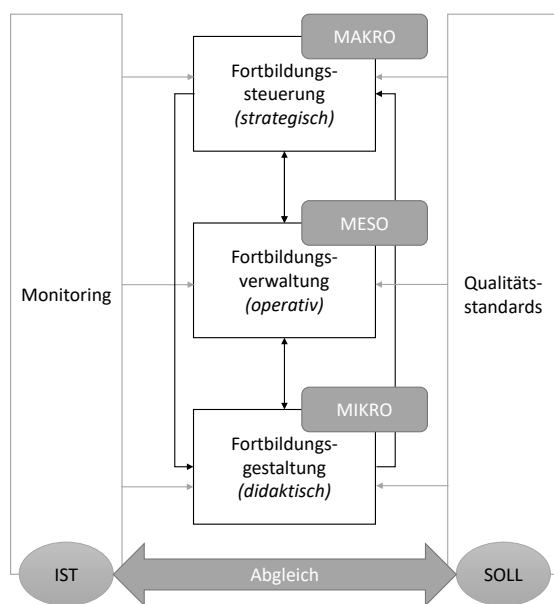 MAKRO
Fortbildungs-
steuerung
(strategisch)
MESO
Fortbildungs-
verwaltung
(operativ)
Monitoring
Qualitäts-
standards
MIKRO
Fortbildungs-
gestaltung
(didaktisch)
IST
Abgleich
SOLL